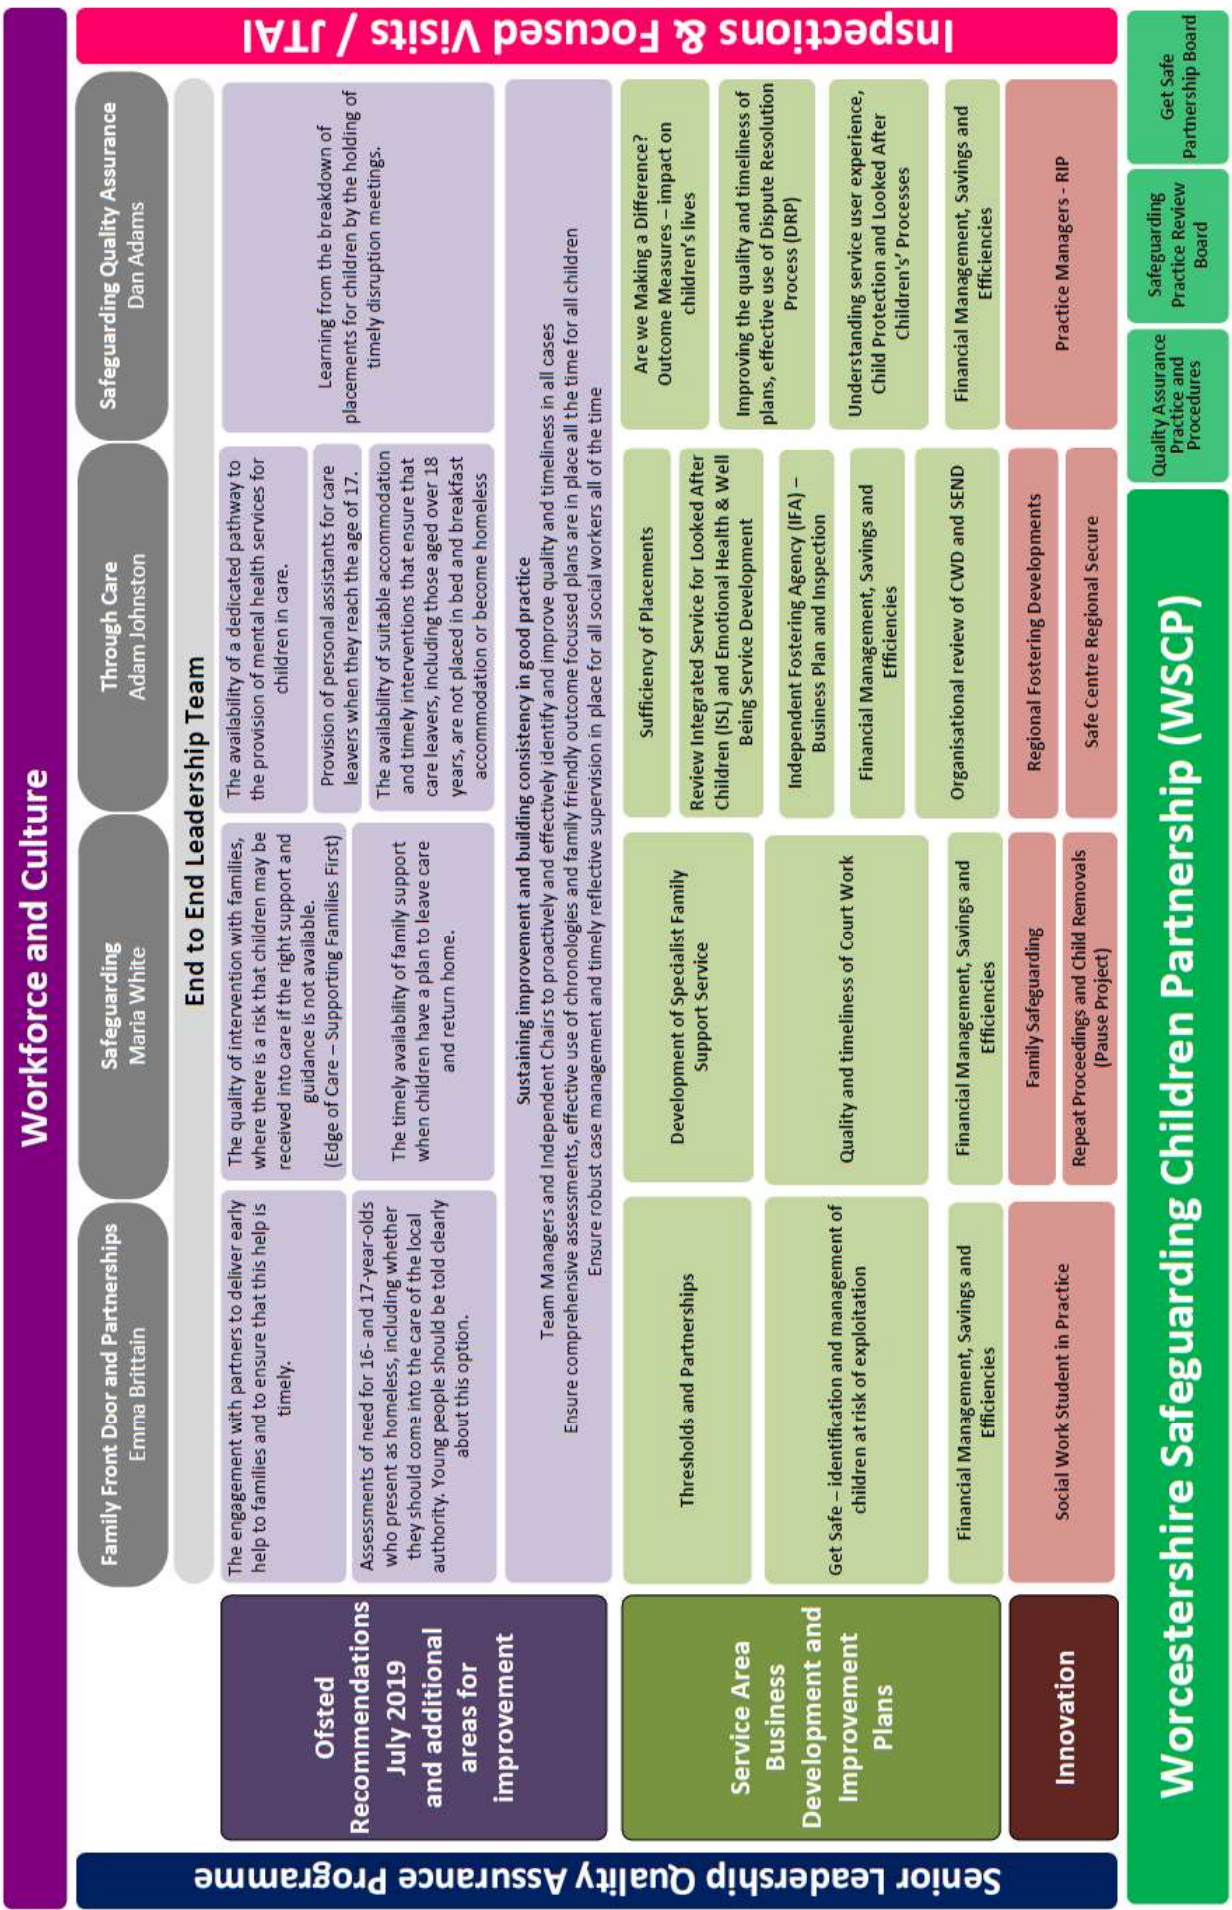 Workforce and Culture
Senior Leadership Quality Assurance Programme
Inspections & Focused Visits / JTAI
Family Front Door and Partnerships
Emma Brittain
Safeguarding
Maria White
Through Care
Adam Johnston
Safeguarding Quality Assurance
Dan Adams
End to End Leadership Team
Ofsted
Recommendations
July 2019
and additional
areas for
improvement
The engagement with partners to deliver early
help to families and to ensure that this help is
timely.
Assessments of need for 16- and 17-year-olds
who present as homeless, including whether
they should come into the care of the local
authority. Young people should be told clearly
about this option.
The quality of intervention with families,
where there is a risk that children may be
received into care if the right support and
guidance is not available.
(Edge of Care – Supporting Families First)
The timely availability of family support
when children have a plan to leave care
and return home.
The availability of a dedicated pathway to
the provision of mental health services for
children in care.
Provision of personal assistants for care
leavers when they reach the age of 17.
The availability of suitable accommodation
and timely interventions that ensure that
care leavers, including those aged over 18
years, are not placed in bed and breakfast
accommodation or become homeless
Learning from the breakdown of
placements for children by the holding of
timely disruption meetings.
Sustaining improvement and building consistency in good practice
Team Managers and Independent Chairs to proactively and effectively identify and improve quality and timeliness in all cases
Ensure comprehensive assessments, effective use of chronologies and family friendly outcome focussed plans are in place all the time for all children
Ensure robust case management and timely reflective supervision in place for all social workers all of the time
Service Area
Business
Development and
Improvement
Plans
Thresholds and Partnerships
Get Safe – identification and management of
children at risk of exploitation
Financial Management, Savings and
Efficiencies
Development of Specialist Family
Support Service
Quality and timeliness of Court Work
Financial Management, Savings and
Efficiencies
Sufficiency of Placements
Review Integrated Service for Looked After
Children (ISL) and Emotional Health & Well
Being Service Development
Independent Fostering Agency (IFA) –
Business Plan and Inspection
Financial Management, Savings and
Efficiencies
Organisational review of CWD and SEND
Are we Making a Difference?
Outcome Measures – impact on
children's lives
Improving the quality and timeliness of
plans, effective use of Dispute Resolution
Process (DRP)
Understanding service user experience,
Child Protection and Looked After
Children's' Processes
Financial Management, Savings and
Efficiencies
Innovation
Social Work Student in Practice
Family Safeguarding
Repeat Proceedings and Child Removals
(Pause Project)
Regional Fostering Developments
Safe Centre Regional Secure
Practice Managers - RIP
Worcestershire Safeguarding Children Partnership (WSCP)
Quality Assurance
Practice and
Procedures
Safeguarding
Practice Review
Board
Get Safe
Partnership Board